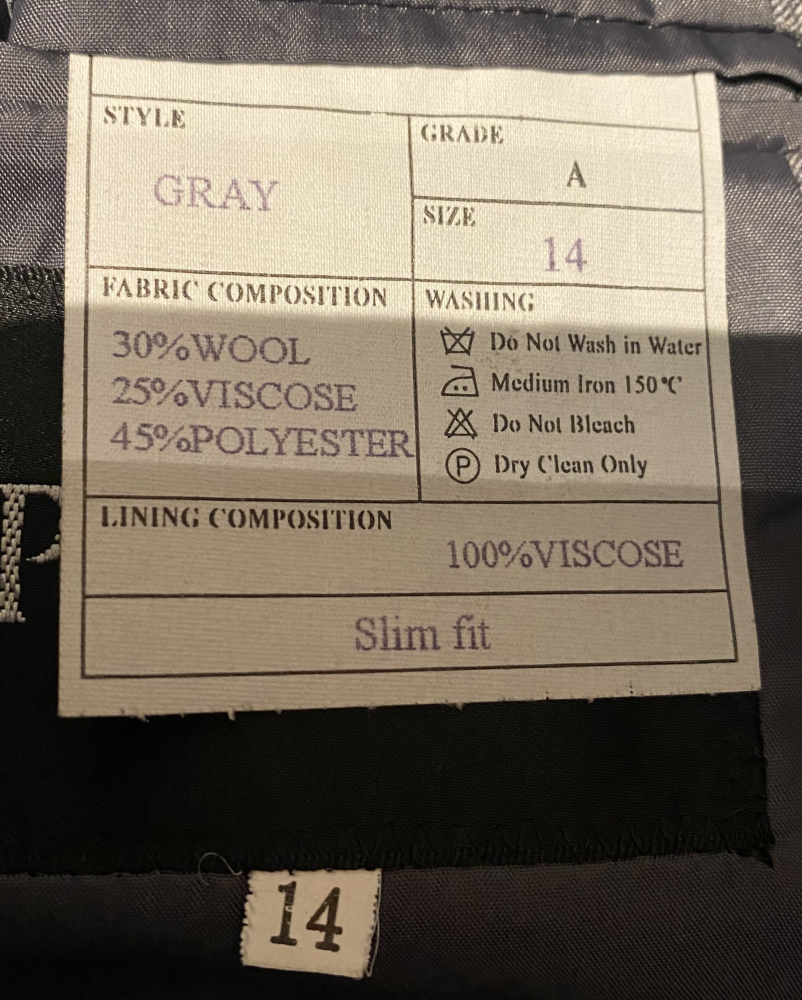 STYLE
GRAY
GRADE
A
SIZE
14
FABRIC COMPOSITION
30%WOOL
25%VISCOSE
45%POLYESTER
WASHING
Do Not Wash in Water
Medium Iron 150°C
Do Not Bleach
P Dry Clean Only
LINING COMPOSITION
100%VISCOSE
Slim fit
P
14